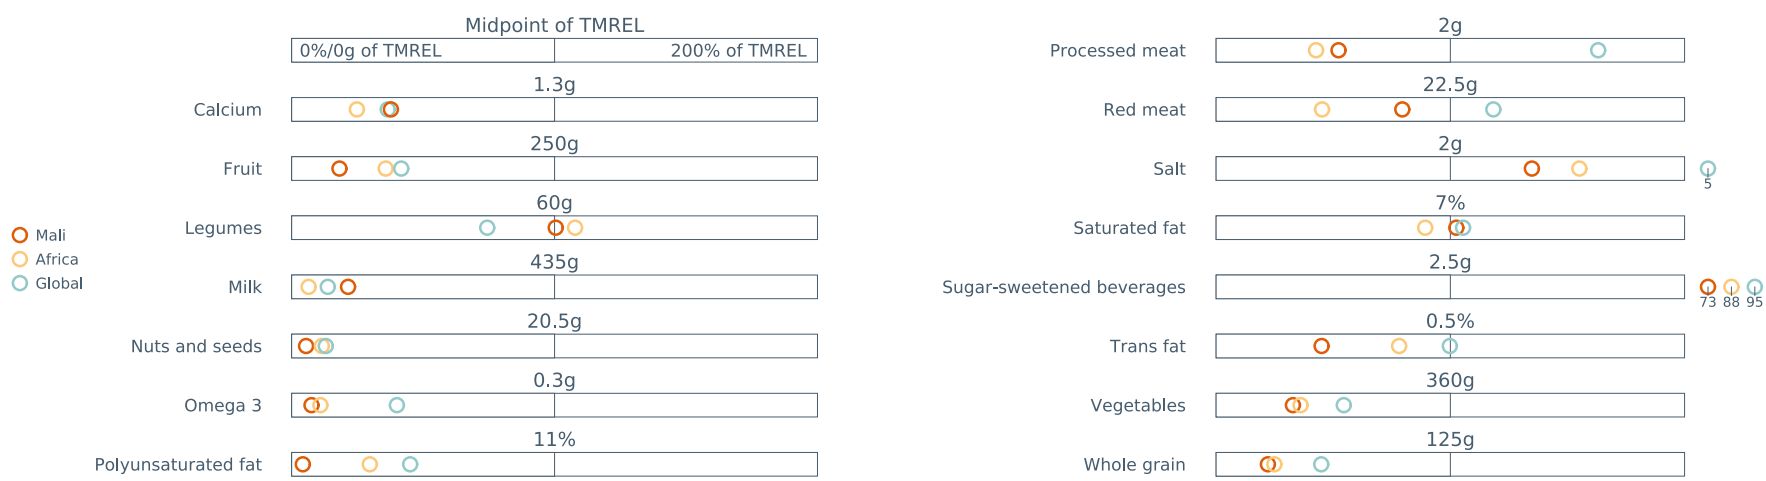 Midpoint of TMREL
0%/0g of TMREL 200% of TMREL
1.3g
Calcium
250g
Fruit
60g
Legumes
435g
Milk
20.5g
Nuts and seeds
0.3g
Omega 3
11%
Polyunsaturated fat
Mali
Africa
Global
2g
Processed meat
22.5g
Red meat
2g
Salt
5
7%
Saturated fat
2.5g
Sugar-sweetened beverages
73 88 95
0.5%
Trans fat
360g
Vegetables
125g
Whole grain